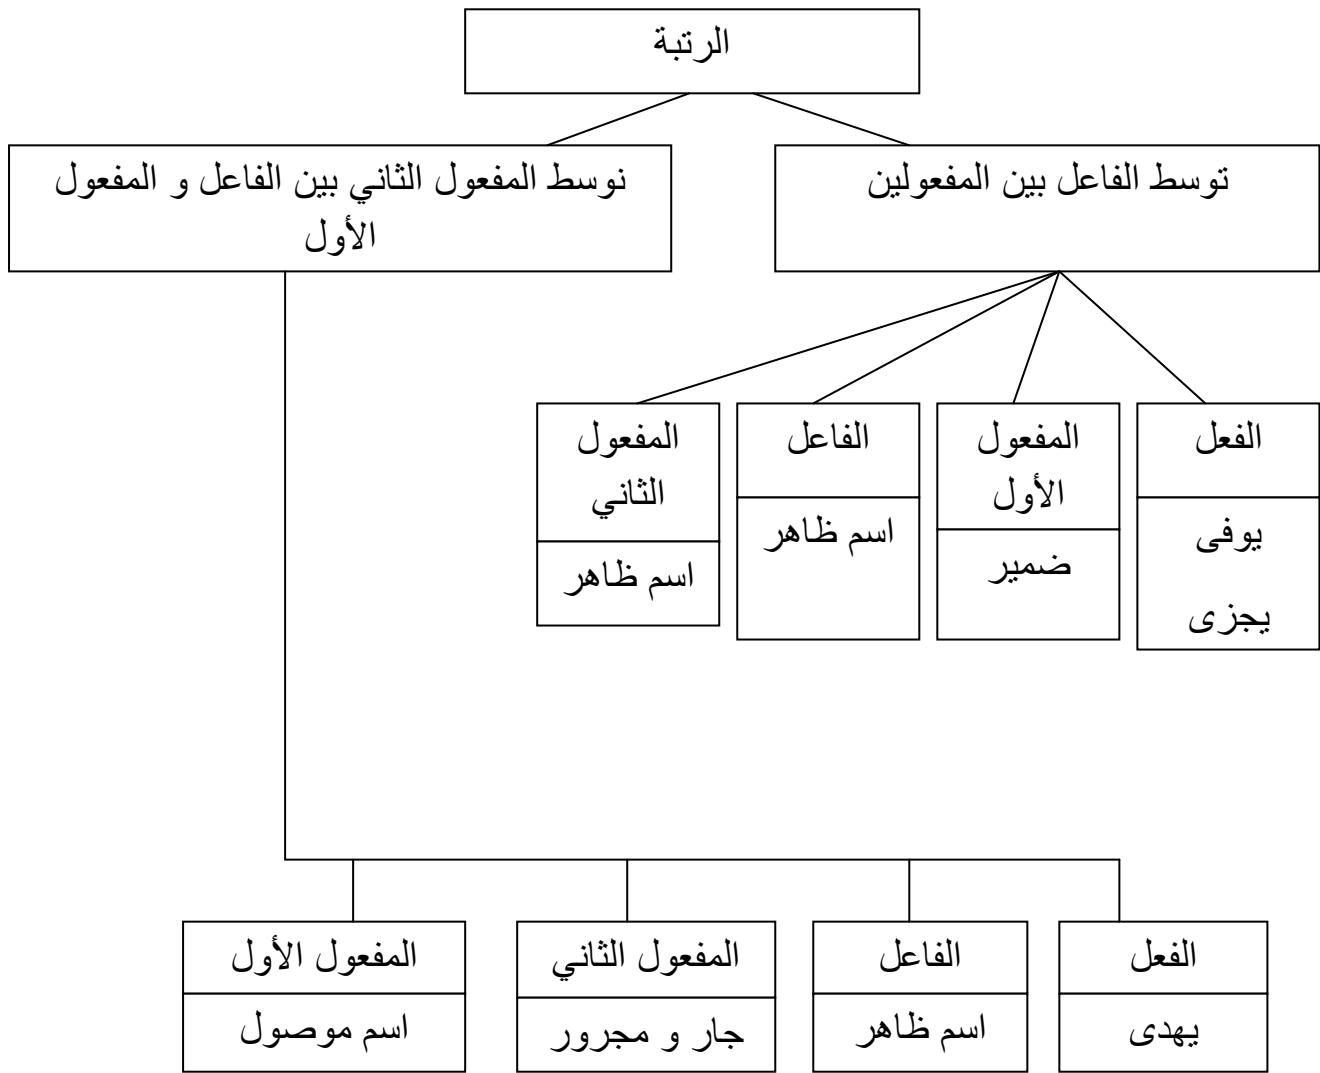 الرتبة
توسط الفاعل بين المفعولين
نوسط المفعول الثاني بين الفاعل و المفعول
الأول
الفعل
يوفى
يجزى
المفعول
الأول
ضمير
الفاعل
اسم ظاهر
المفعول
الثاني
اسم ظاهر
الفعل
يهدى
الفاعل
اسم ظاهر
المفعول الثاني
جار و مجرور
المفعول الأول
اسم موصول